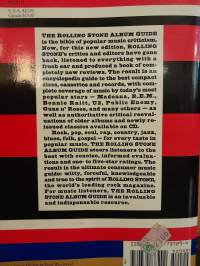 THE ROLLING STONE ALBUM GUIDE
is the bible of popular music criticism.
Now, for this new edition, ROLLING
STONE's critics and editors have gone
back, listened to everything with a
fresh ear and produced a book of com-
pletely new reviews. The result is an
encyclopedic guide to the best compact
discs, cassettes and records, with com-
plete coverage of music by today's most
popular stars – Madonna, R.E.M.,
Bonnie Raitt, U2, Public Enemy,
Guns n' Roses, and many others – as
well as authoritative critical reeval-
uations of older albums and newly re-
issued classics available on CD.
Rock, pop, soul, rap, country, jazz,
blues, folk, gospel – for every taste in
popular music, THE ROLLING STONE
ALBUM GUIDE steers listeners to the
best with concise, informed evalua-
tions and one- to five-star ratings. The
result is the ultimate consumer music
guide: witty, forceful, knowledgeable
and true to the spirit of ROLLING STONE,
the world's leading rock magazine.
For music listeners, THE ROLLING
STONE ALBUM GUIDE is an invaluable
and indispensable resource.